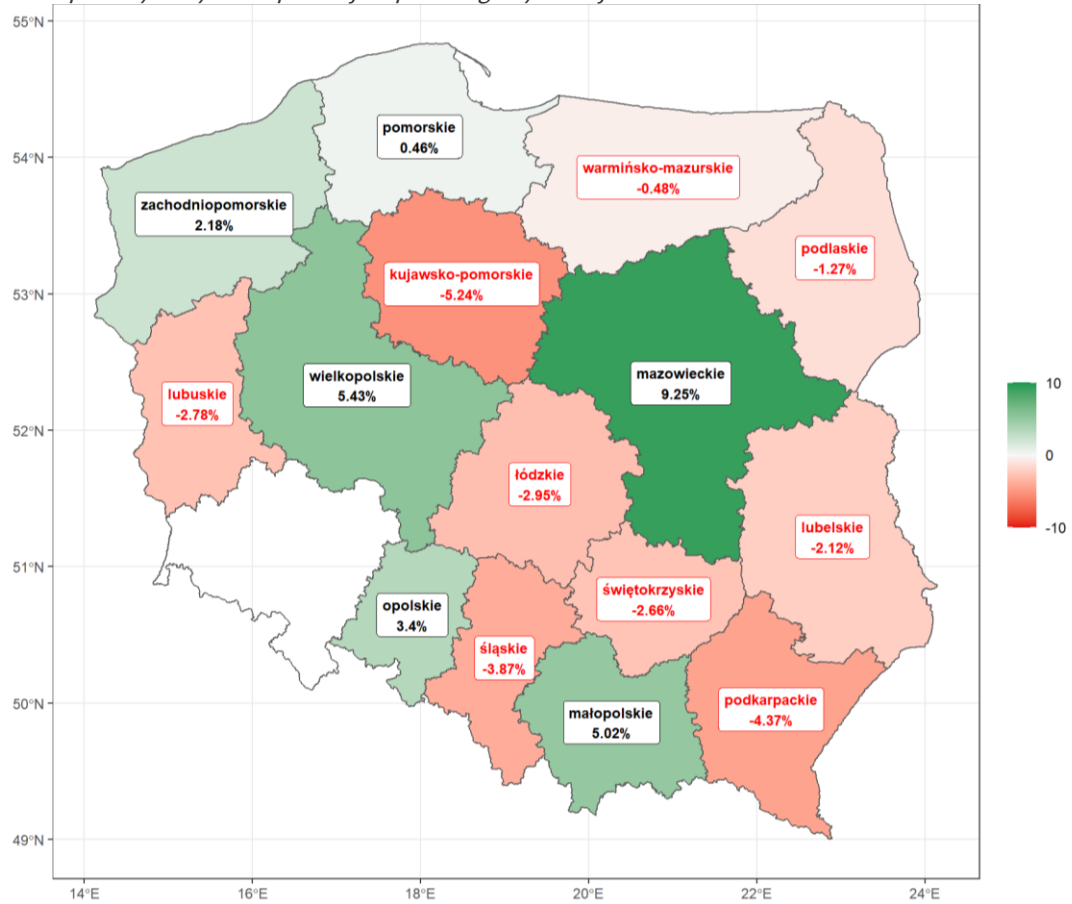 55°N
pomorskie
0.46%
54°N
warmińsko-mazurskie
-0.48%
zachodniopomorskie
2.18%
podlaskie
-1.27%
kujawsko-pomorskie
-5.24%
53°N
mazowieckie
9.25%
wielkopolskie
5.43%
lubuskie
-2.78%
10
0
-10
52°N
łódzkie
-2.95%
lubelskie
-2.12%
51°N
świętokrzyskie
-2.66%
opolskie
3.4%
śląskie
-3.87%
50°N
małopolskie
5.02%
podkarpackie
-4.37%
49°N
14°E
16°E
18°E
20°E
22°E
24°E